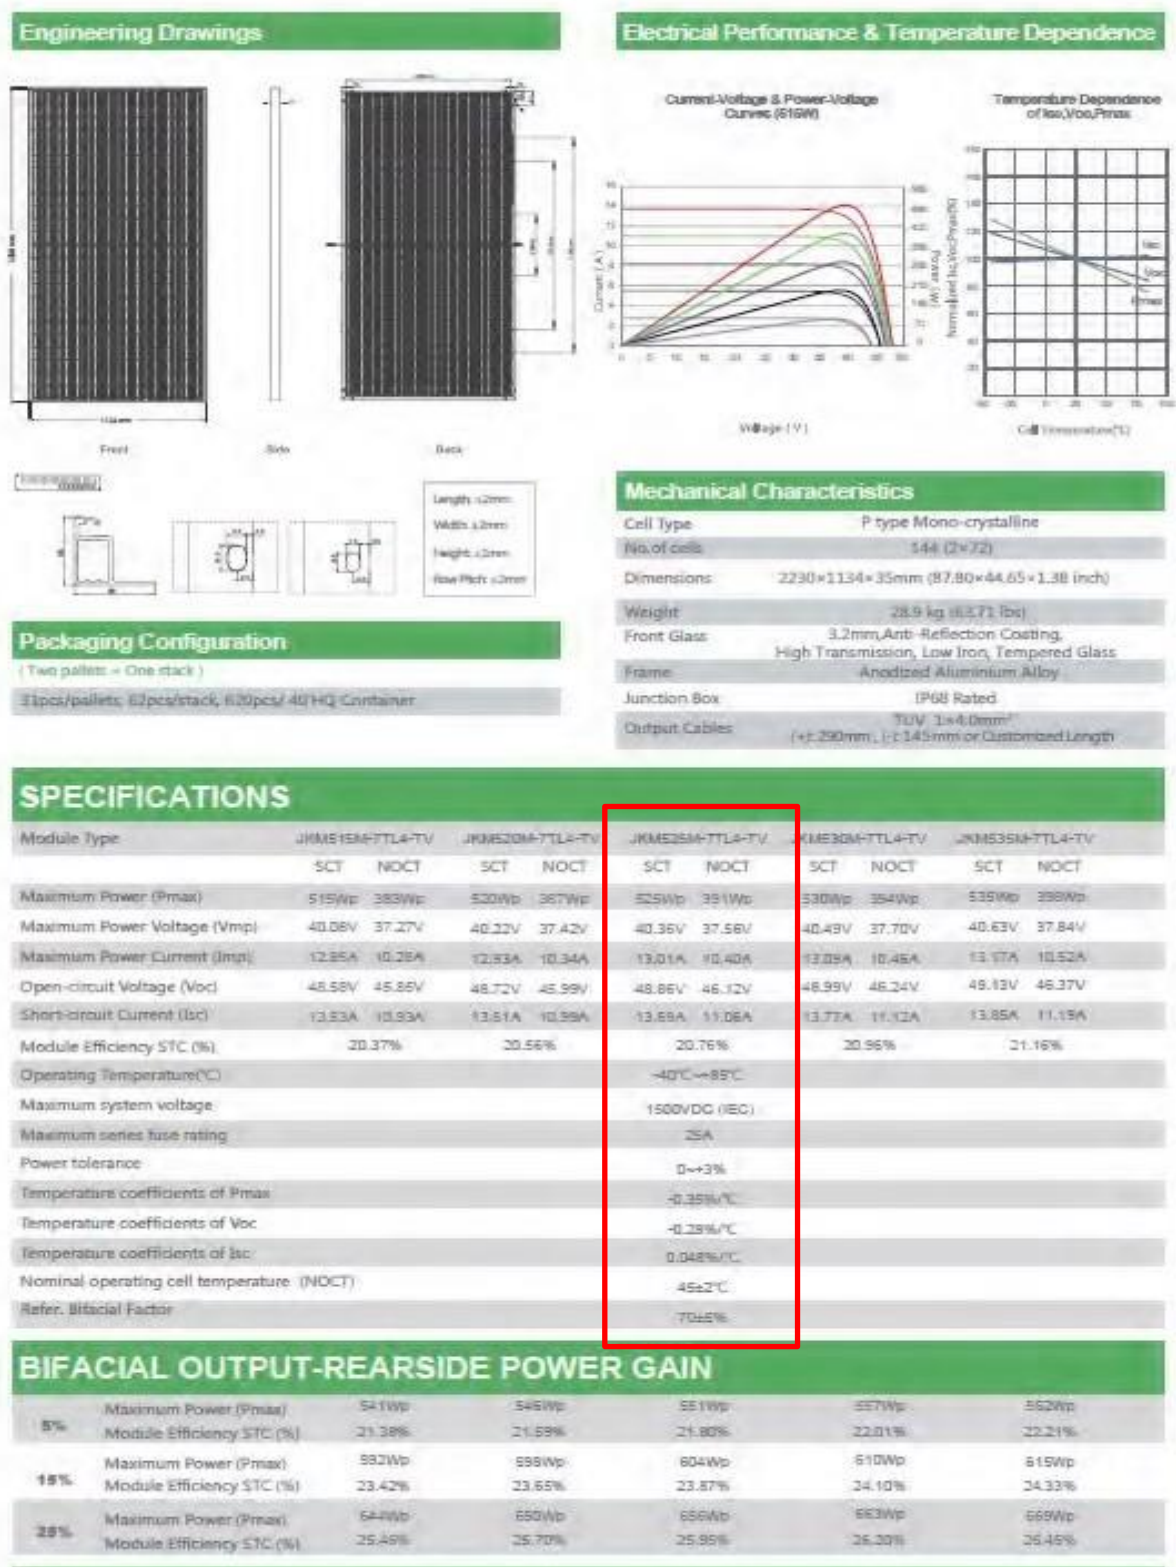 Engineering Drawings
Front
Side
Back
Length: ±2mm
Width: ±2mm
Height: ±2mm
Row Pitch: ±2mm
Packaging Configuration
( Two pallets = One stack )
31pcs/pallets, 62pcs/stack, 620pcs/ 40'HQ Container
Electrical Performance & Temperature Dependence
Current-Voltage & Power-Voltage
Curves (515W)
Current ( A )
Power (W)
Voltage ( V )
Temperature Dependence
of Isc,Voc,Pmax
Normalized Isc,Voc,Pmax(%)
Isc
Voc
Pmax
Cell Temperature(°C)
Mechanical Characteristics
Cell Type P type Mono-crystalline
No.of cells 144 (2×72)
Dimensions 2230×1134×35mm (87.80×44.65×1.38 inch)
Weight 28.9 kg (63.71 lbs)
Front Glass 3.2mm,Anti-Reflection Coating,
High Transmission, Low Iron, Tempered Glass
Frame Anodized Aluminium Alloy
Junction Box IP68 Rated
Output Cables TUV 1×4.0mm²
(+): 290mm , (-): 145 mm or Customized Length
SPECIFICATIONS
Module Type JKM515M-7TL4-TV JKM520M-7TL4-TV JKM525M-7TL4-TV JKM530M-7TL4-TV JKM535M-7TL4-TV
SCT NOCT SCT NOCT SCT NOCT SCT NOCT SCT NOCT
Maximum Power (Pmax) 515Wp 383Wp 520Wp 387Wp 525Wp 391Wp 530Wp 394Wp 535Wp 398Wp
Maximum Power Voltage (Vmp) 40.08V 37.27V 40.22V 37.42V 40.36V 37.56V 40.49V 37.70V 40.63V 37.84V
Maximum Power Current (Imp) 12.85A 10.28A 12.93A 10.34A 13.01A 10.40A 13.09A 10.46A 13.17A 10.52A
Open-circuit Voltage (Voc) 48.58V 45.85V 48.72V 45.99V 48.86V 46.12V 48.99V 46.24V 49.13V 46.37V
Short-circuit Current (Isc) 13.53A 10.93A 13.61A 10.99A 13.69A 11.06A 13.77A 11.12A 13.85A 11.19A
Module Efficiency STC (%) 20.37% 20.56% 20.76% 20.96% 21.16%
Operating Temperature(°C) -40°C~+85°C
Maximum system voltage 1500VDC (IEC)
Maximum series fuse rating 25A
Power tolerance 0~+3%
Temperature coefficients of Pmax -0.35%/°C
Temperature coefficients of Voc -0.28%/°C
Temperature coefficients of Isc 0.048%/°C
Nominal operating cell temperature (NOCT) 45±2°C
Refer. Bifacial Factor 70±5%
BIFACIAL OUTPUT-REARSIDE POWER GAIN
5% Maximum Power (Pmax) 541Wp 546Wp 551Wp 557Wp 562Wp
Module Efficiency STC (%) 21.38% 21.59% 21.80% 22.01% 22.21%
15% Maximum Power (Pmax) 592Wp 598Wp 604Wp 610Wp 615Wp
Module Efficiency STC (%) 23.42% 23.65% 23.87% 24.10% 24.33%
25% Maximum Power (Pmax) 644Wp 650Wp 656Wp 663Wp 669Wp
Module Efficiency STC (%) 25.46% 25.70% 25.95% 26.20% 26.45%